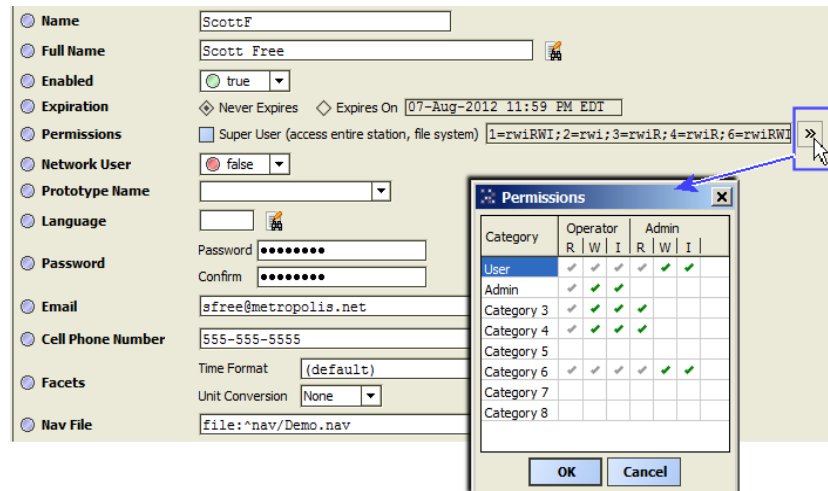 Name ScottF
Full Name Scott Free
Enabled true
Expiration Never Expires Expires On 07-Aug-2012 11:59 PM EDT
Permissions Super User (access entire station, file system) 1=rwiRWI;2=rwi;3=rwiR;4=rwiR;6=rwiRWI »
Network User false
Prototype Name
Language
Password Password ••••••••
Confirm ••••••••
Email sfree@metropolis.net
Cell Phone Number 555-555-5555
Facets Time Format (default)
Unit Conversion None
Nav File file:^nav/Demo.nav
Permissions
Category Operator Admin
R W I R W I
User
Admin
Category 3
Category 4
Category 5
Category 6
Category 7
Category 8
OK Cancel